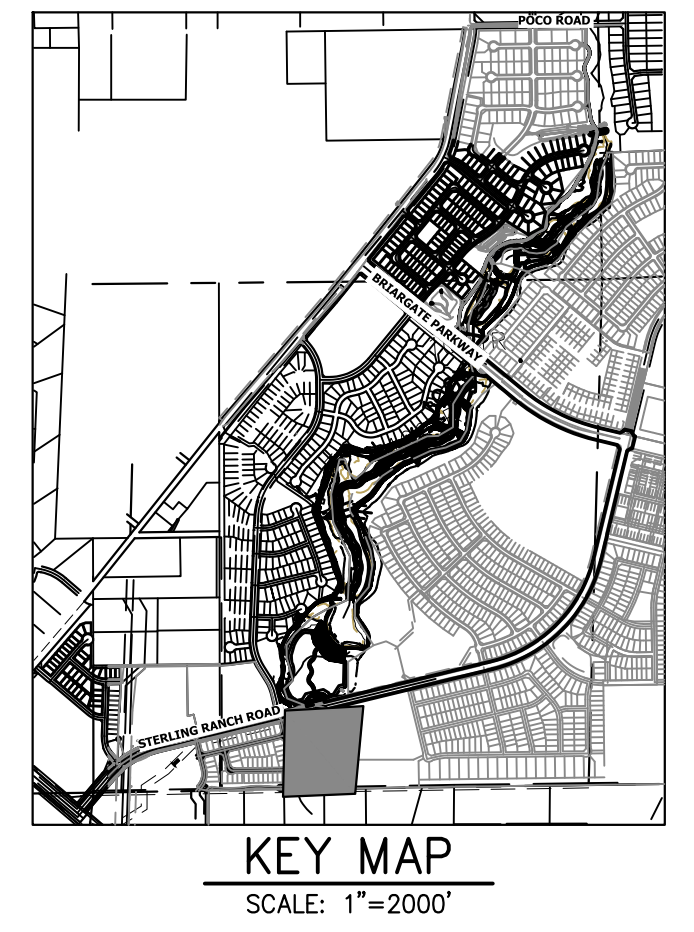 POCO ROAD
BRIARGATE PARKWAY
STERLING RANCH ROAD
KEY MAP
SCALE: 1"=2000'